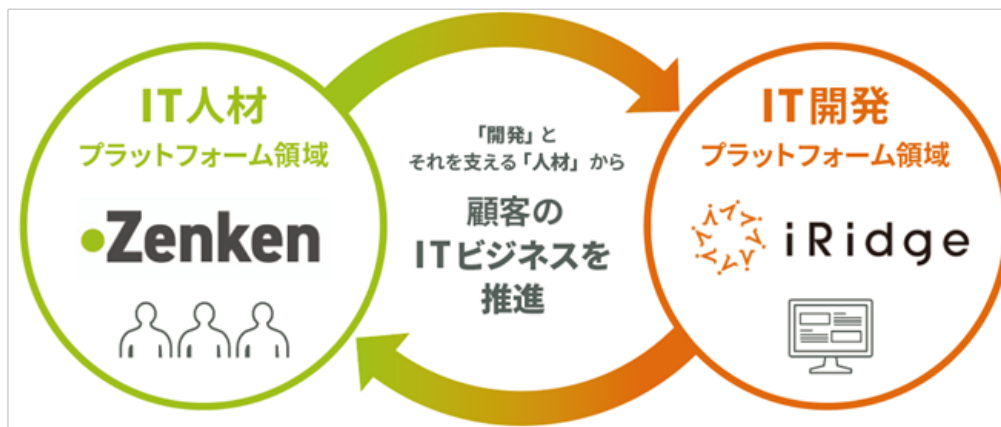 IT人材
プラットフォーム領域
Zenken
「開発」と
それを支える「人材」から
顧客の
ITビジネスを
推進
IT開発
プラットフォーム領域
iRidge